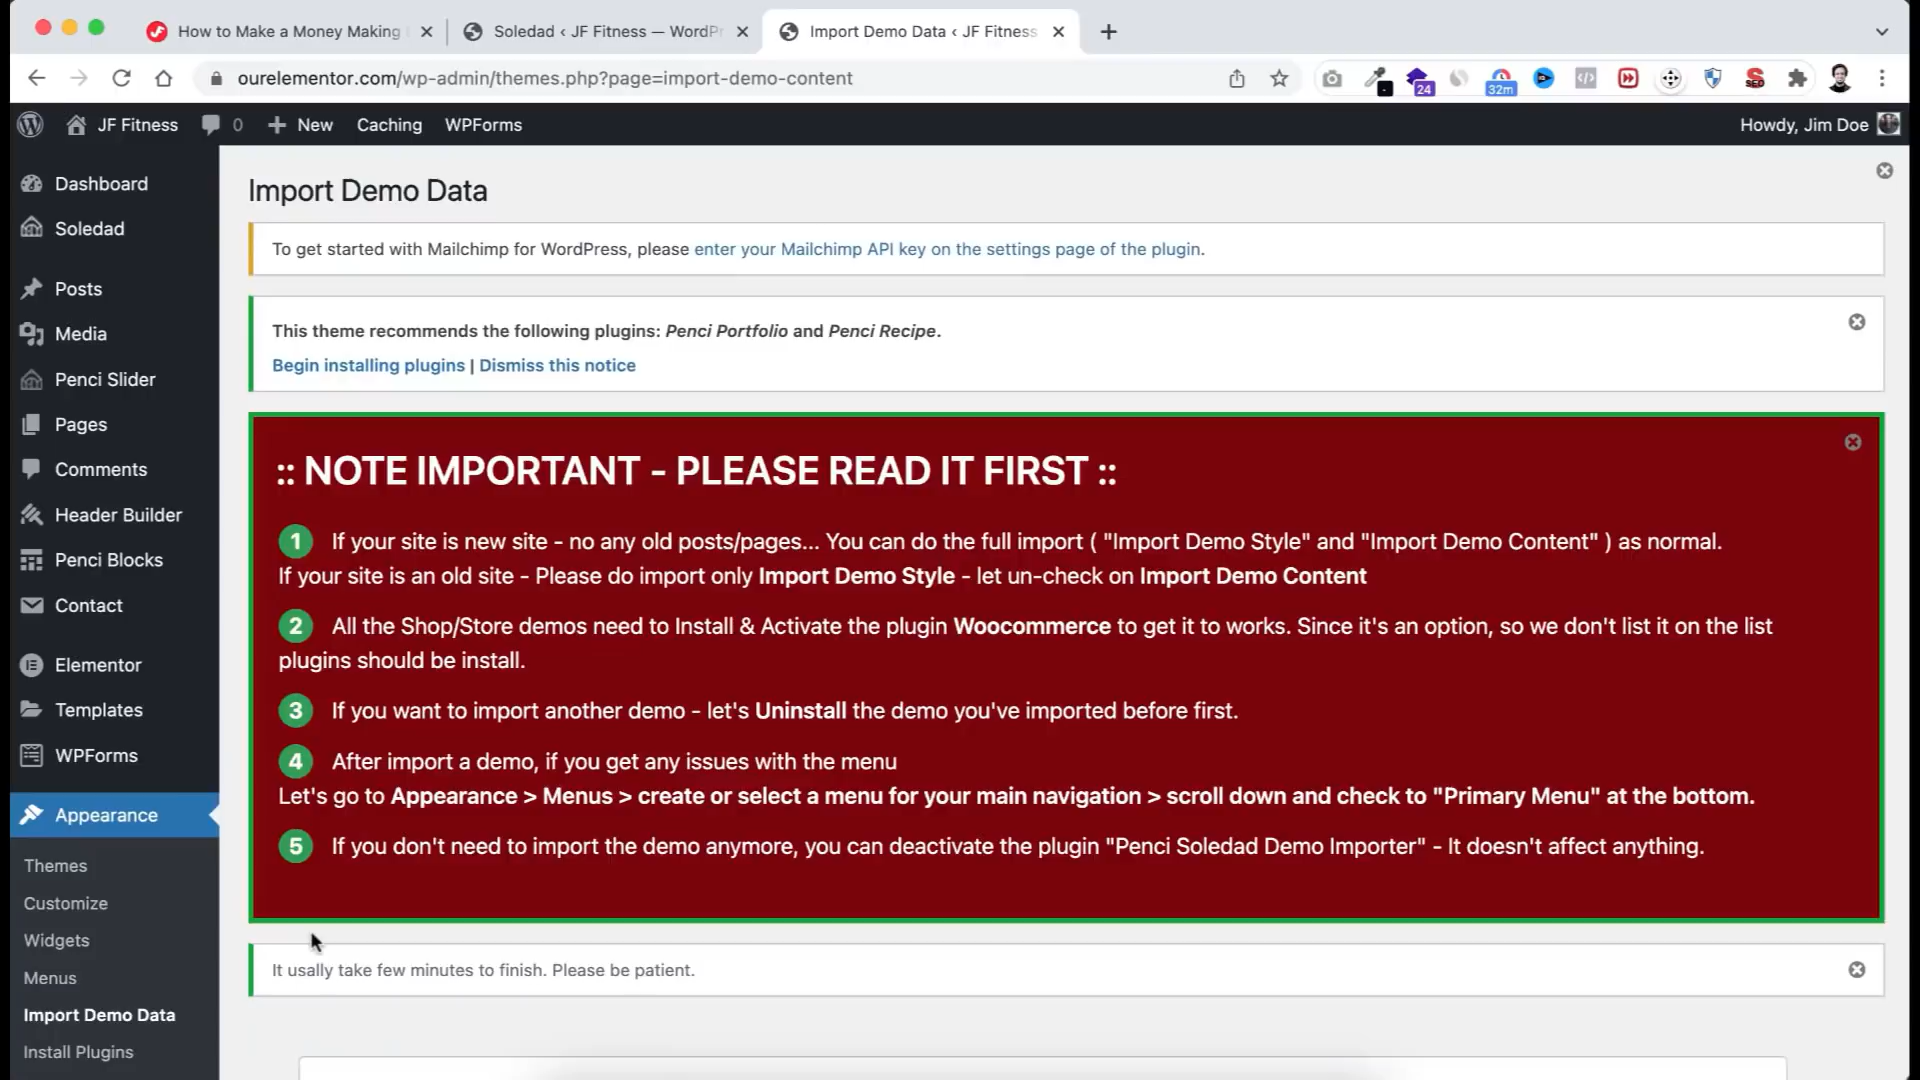 How to Make a Money Making
Soledad ‹ JF Fitness — WordPr
Import Demo Data ‹ JF Fitness
ourelementor.com/wp-admin/themes.php?page=import-demo-content
24
32m
SEO
JF Fitness
0
New
Caching
WPForms
Howdy, Jim Doe
Dashboard
Soledad
Posts
Media
Penci Slider
Pages
Comments
Header Builder
Penci Blocks
Contact
Elementor
Templates
WPForms
Appearance
Themes
Customize
Widgets
Menus
Import Demo Data
Install Plugins
Import Demo Data
To get started with Mailchimp for WordPress, please enter your Mailchimp API key on the settings page of the plugin.
This theme recommends the following plugins: Penci Portfolio and Penci Recipe.
Begin installing plugins | Dismiss this notice
:: NOTE IMPORTANT - PLEASE READ IT FIRST ::
1 If your site is new site - no any old posts/pages... You can do the full import ( "Import Demo Style" and "Import Demo Content" ) as normal.
If your site is an old site - Please do import only Import Demo Style - let un-check on Import Demo Content
2 All the Shop/Store demos need to Install & Activate the plugin Woocommerce to get it to works. Since it's an option, so we don't list it on the list
plugins should be install.
3 If you want to import another demo - let's Uninstall the demo you've imported before first.
4 After import a demo, if you get any issues with the menu
Let's go to Appearance > Menus > create or select a menu for your main navigation > scroll down and check to "Primary Menu" at the bottom.
5 If you don't need to import the demo anymore, you can deactivate the plugin "Penci Soledad Demo Importer" - It doesn't affect anything.
It usally take few minutes to finish. Please be patient.